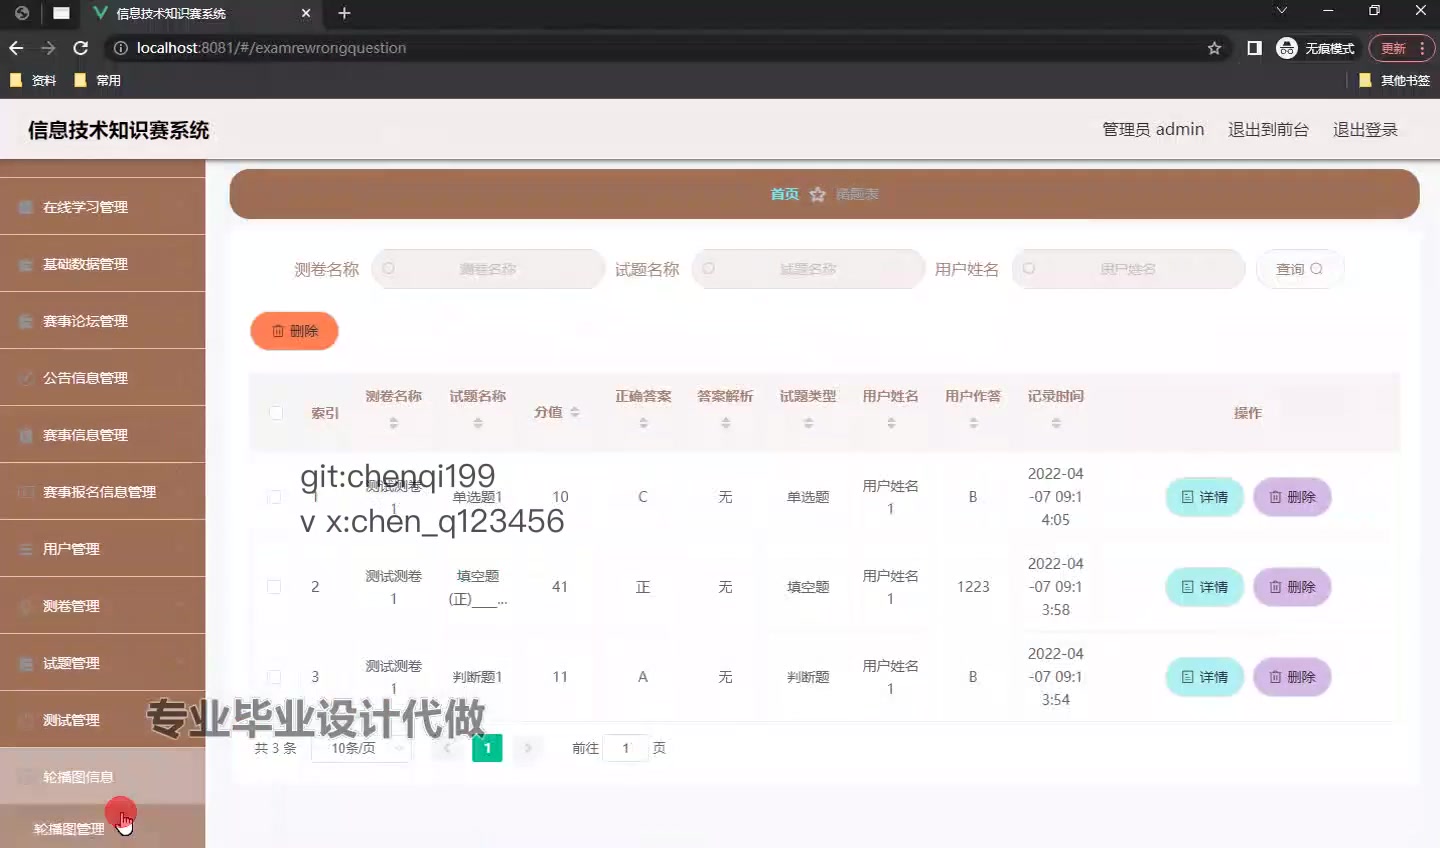 信息技术知识赛系统
localhost:8081/#/examrewrongquestion
无痕模式
更新
资料
常用
其他书签
信息技术知识赛系统
管理员 admin
退出到前台
退出登录
在线学习管理
基础数据管理
赛事论坛管理
公告信息管理
赛事信息管理
赛事报名信息管理
用户管理
测卷管理
试题管理
测试管理
轮播图信息
轮播图管理
首页
错题表
测卷名称
测卷名称
试题名称
试题名称
用户姓名
用户姓名
查询
删除
索引 测卷名称 试题名称 分值 正确答案 答案解析 试题类型 用户姓名 用户作答 记录时间 操作
1 测试测卷1 单选题1 10 C 无 单选题 用户姓名1 B 2022-04-07 09:14:05 详情 删除
git:chenqi199
v x:chen_q123456
2 测试测卷1 填空题(正)____... 41 正 无 填空题 用户姓名1 1223 2022-04-07 09:13:58 详情 删除
3 测试测卷1 判断题1 11 A 无 判断题 用户姓名1 B 2022-04-07 09:13:54 详情 删除
专业毕业设计代做
共 3 条 10条/页 1 前往 1 页